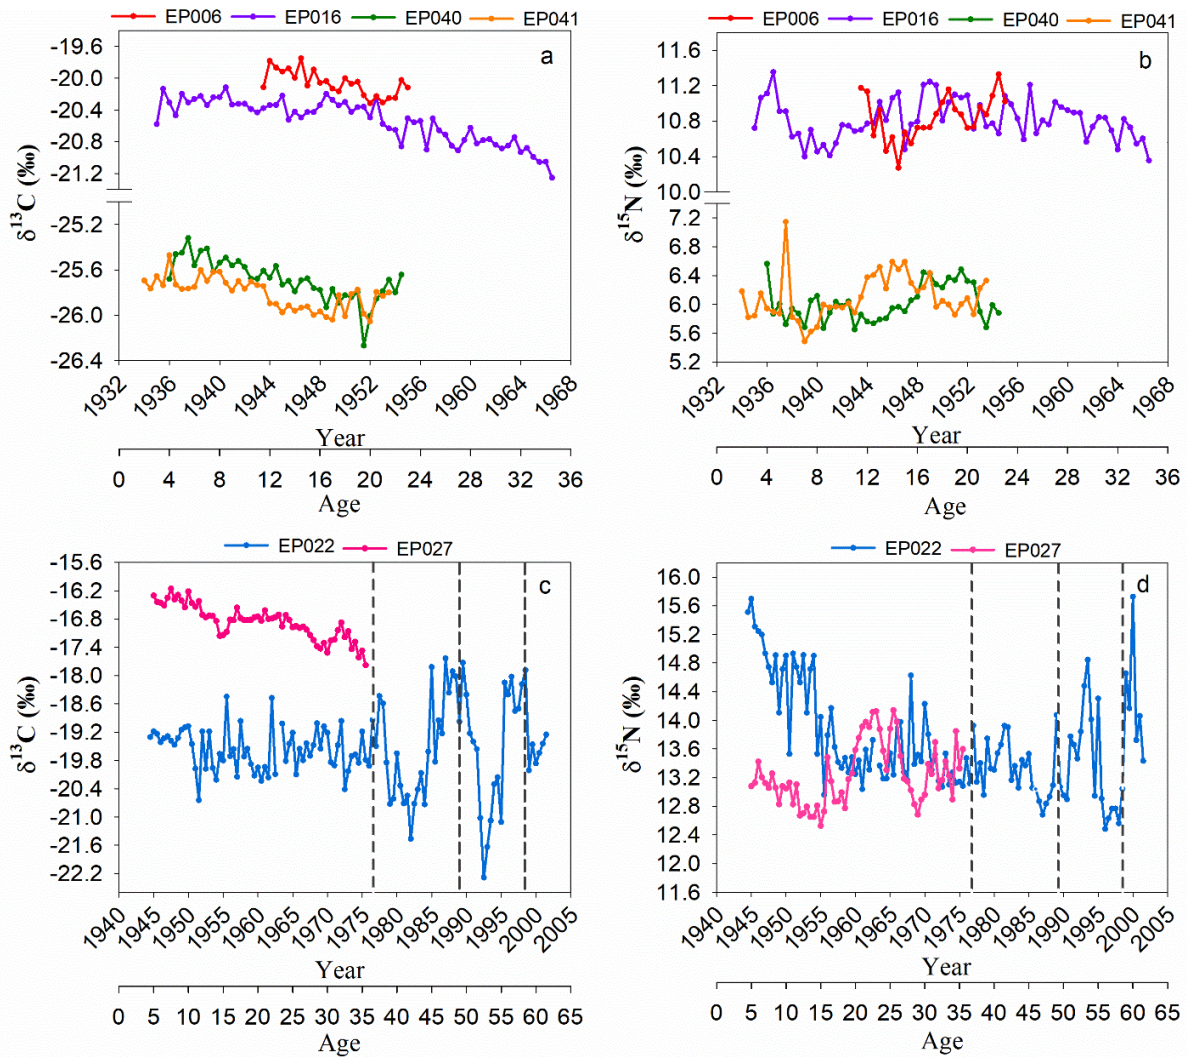 EP006 EP016 EP040 EP041
a
δ13C (‰)
-19.6
-20.0
-20.4
-20.8
-21.2
-25.2
-25.6
-26.0
-26.4
1932 1936 1940 1944 1948 1952 1956 1960 1964 1968
Year
0 4 8 12 16 20 24 28 32 36
Age
EP006 EP016 EP040 EP041
b
δ15N (‰)
11.6
11.2
10.8
10.4
10.0
7.2
6.8
6.4
6.0
5.6
5.2
1932 1936 1940 1944 1948 1952 1956 1960 1964 1968
Year
0 4 8 12 16 20 24 28 32 36
Age
EP022 EP027
c
δ13C (‰)
-15.6
-16.2
-16.8
-17.4
-18.0
-18.6
-19.2
-19.8
-20.4
-21.0
-21.6
-22.2
1940 1945 1950 1955 1960 1965 1970 1975 1980 1985 1990 1995 2000 2005
Year
0 5 10 15 20 25 30 35 40 45 50 55 60 65
Age
EP022 EP027
d
δ15N (‰)
16.0
15.6
15.2
14.8
14.4
14.0
13.6
13.2
12.8
12.4
12.0
11.6
1940 1945 1950 1955 1960 1965 1970 1975 1980 1985 1990 1995 2000 2005
Year
0 5 10 15 20 25 30 35 40 45 50 55 60 65
Age